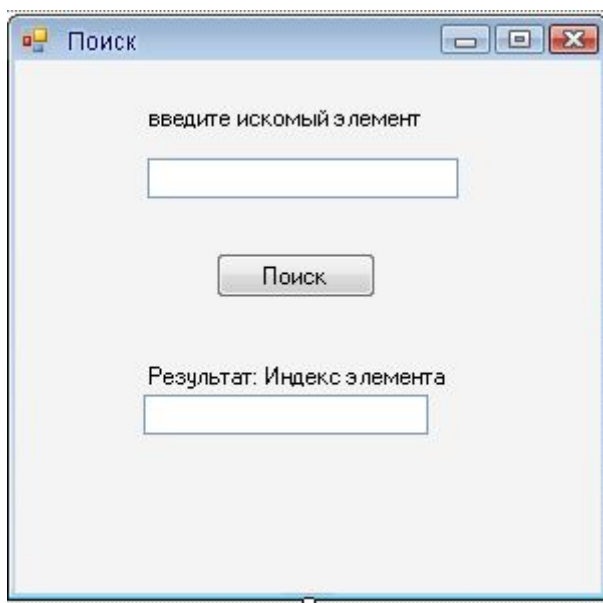 Поиск
введите искомый элемент
Поиск
Результат: Индекс элемента